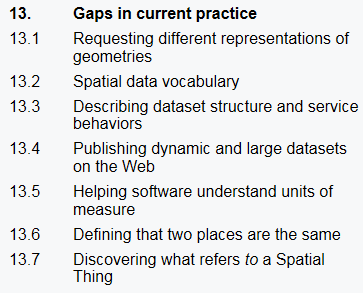 13. Gaps in current practice
13.1 Requesting different representations of
geometries
13.2 Spatial data vocabulary
13.3 Describing dataset structure and service
behaviors
13.4 Publishing dynamic and large datasets
on the Web
13.5 Helping software understand units of
measure
13.6 Defining that two places are the same
13.7 Discovering what refers to a Spatial
Thing